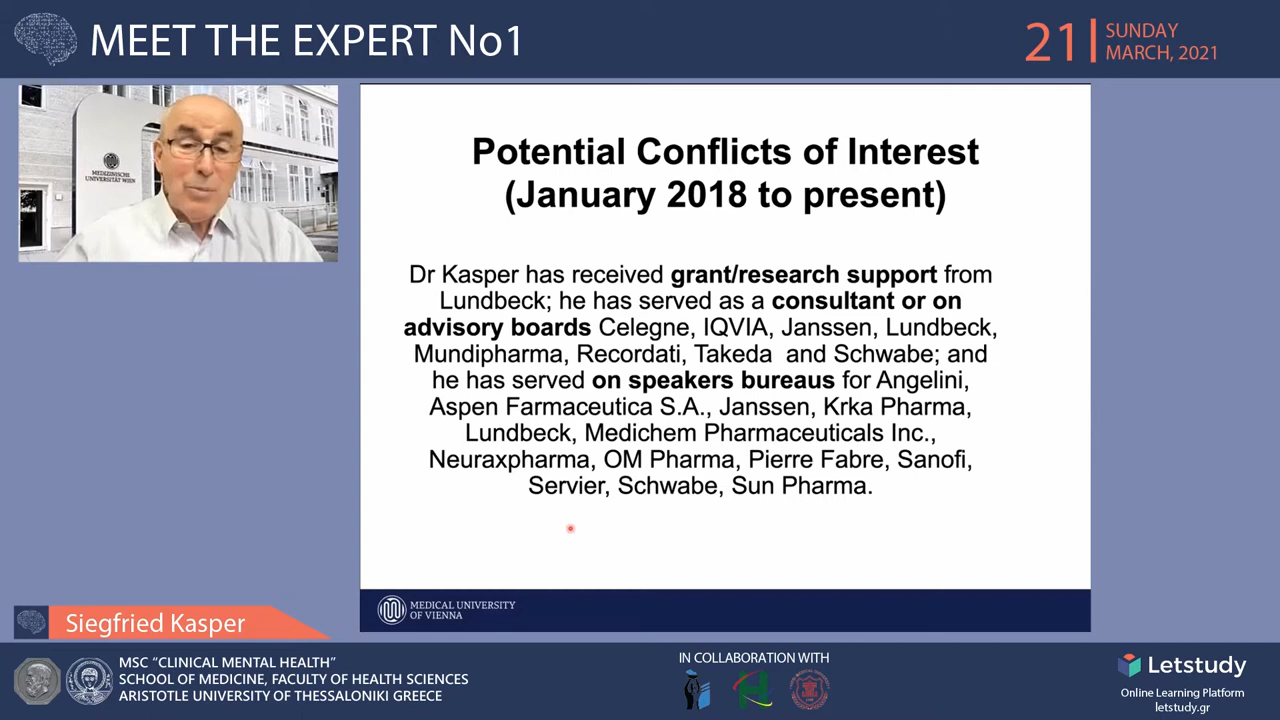 MEET THE EXPERT No1
21
SUNDAY
MARCH, 2021
MEDIZINISCHE
UNIVERSITÄT WIEN
Potential Conflicts of Interest
(January 2018 to present)
Dr Kasper has received grant/research support from
Lundbeck; he has served as a consultant or on
advisory boards Celegne, IQVIA, Janssen, Lundbeck,
Mundipharma, Recordati, Takeda and Schwabe; and
he has served on speakers bureaus for Angelini,
Aspen Farmaceutica S.A., Janssen, Krka Pharma,
Lundbeck, Medichem Pharmaceuticals Inc.,
Neuraxpharma, OM Pharma, Pierre Fabre, Sanofi,
Servier, Schwabe, Sun Pharma.
MEDICAL UNIVERSITY
OF VIENNA
Siegfried Kasper
MSC “CLINICAL MENTAL HEALTH”
SCHOOL OF MEDICINE, FACULTY OF HEALTH SCIENCES
ARISTOTLE UNIVERSITY OF THESSALONIKI GREECE
IN COLLABORATION WITH
Letstudy
Online Learning Platform
letstudy.gr